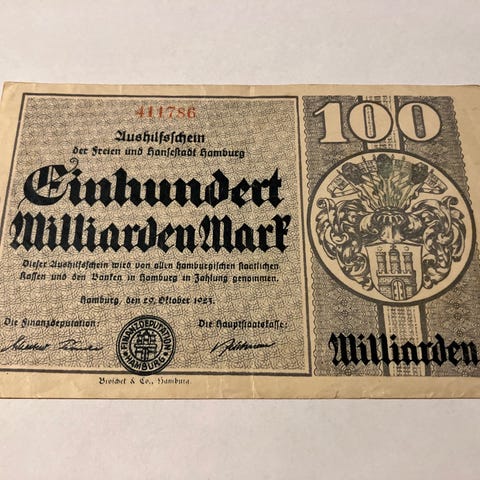 411786
100
Aushilfsschein
der Freien und Hansestadt Hamburg
Einhundert
Milliarden Mark
Dieser Aushilfsschein wird von allen hamburgischen staatlichen
Kassen und den Banken in Hamburg in Zahlung genommen.
Hamburg, den 29. Oktober 1923.
Die Finanzdeputation:
Die Hauptstaatskasse:
FINANZDEPUTATION
HAMBURG
Milliarden
Broschek & Co., Hamburg